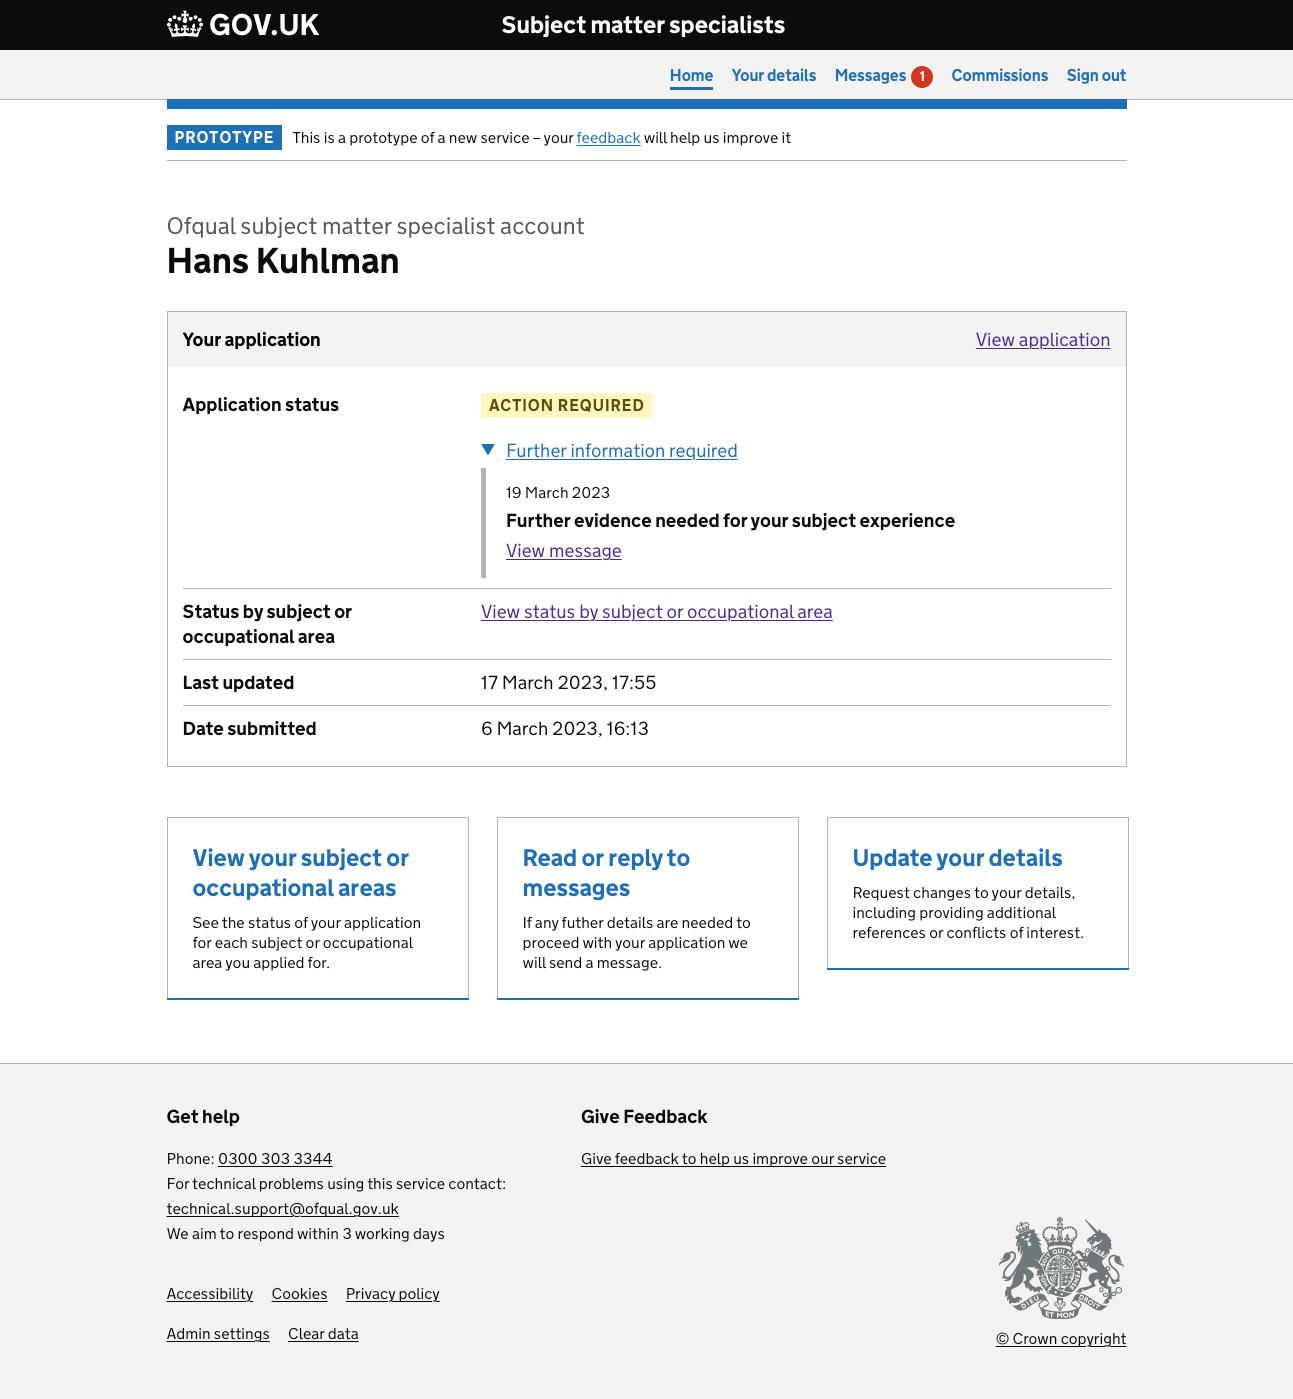 GOV.UK
Subject matter specialists
Home
Your details
Messages 1
Commissions
Sign out
PROTOTYPE
This is a prototype of a new service – your feedback will help us improve it
Ofqual subject matter specialist account
Hans Kuhlman
Your application
View application
Application status
ACTION REQUIRED
Further information required
19 March 2023
Further evidence needed for your subject experience
View message
Status by subject or
occupational area
View status by subject or occupational area
Last updated
17 March 2023, 17:55
Date submitted
6 March 2023, 16:13
View your subject or
occupational areas
See the status of your application
for each subject or occupational
area you applied for.
Read or reply to
messages
If any futher details are needed to
proceed with your application we
will send a message.
Update your details
Request changes to your details,
including providing additional
references or conflicts of interest.
Get help
Phone: 0300 303 3344
For technical problems using this service contact:
technical.support@ofqual.gov.uk
We aim to respond within 3 working days
Give Feedback
Give feedback to help us improve our service
Accessibility
Cookies
Privacy policy
Admin settings
Clear data
DIEU ET MON DROIT
© Crown copyright